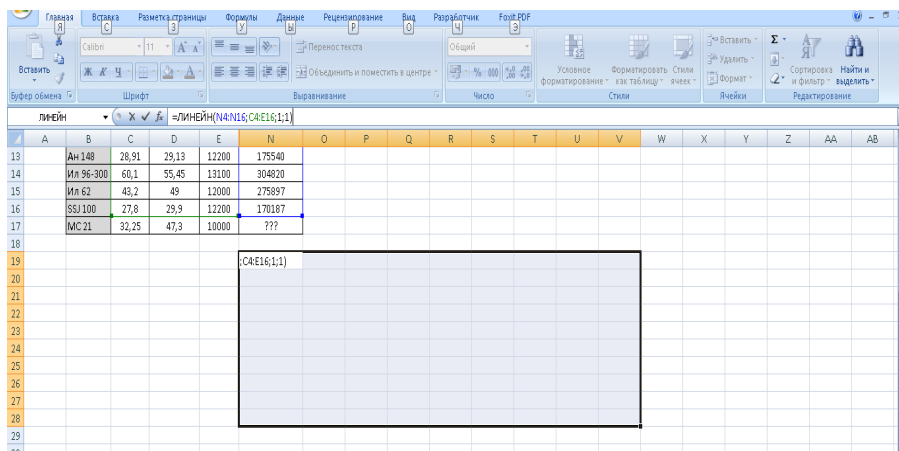 Главная Вставка Разметка страницы Формулы Данные Рецензирование Вид Разработчик Foxit PDF
Я С З У Ы Р О Ч Э
Вставить
Calibri 11 Перенос текста Общий
Ж К Ч Объединить и поместить в центре % 000
Условное форматирование Форматировать как таблицу Стили ячеек
Вставить
Удалить
Формат
Сортировка и фильтр Найти и выделить
Буфер обмена Шрифт Выравнивание Число Стили Ячейки Редактирование
ЛИНЕЙН =ЛИНЕЙН(N4:N16;C4:E16;1;1)
A B C D E N O P Q R S T U V W X Y Z AA AB
13 Ан 148 28,91 29,13 12200 175540
14 Ил 96-300 60,1 55,45 13100 304820
15 Ил 62 43,2 49 12000 275897
16 SSJ 100 27,8 29,9 12200 170187
17 МС 21 32,25 47,3 10000 ???
18
19 ;C4:E16;1;1)
20
21
22
23
24
25
26
27
28
29